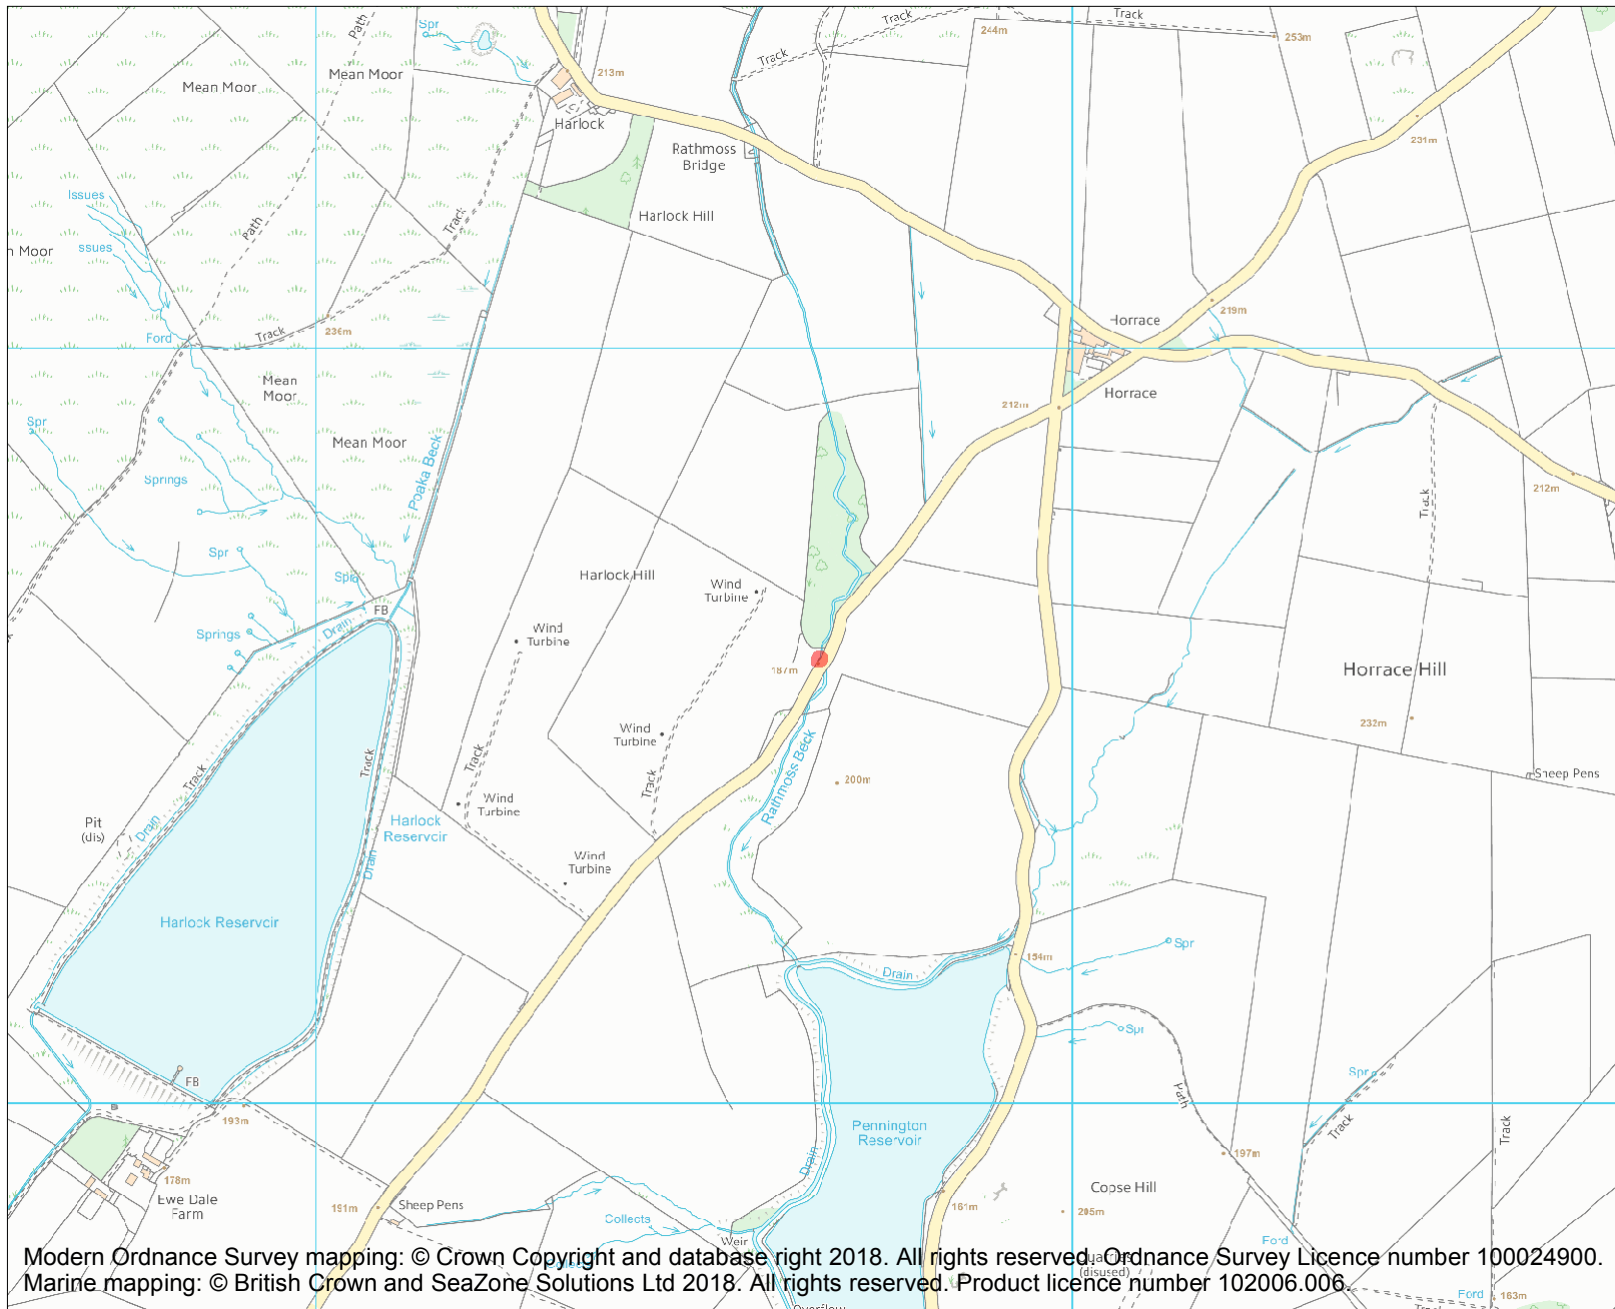 Spr
Path
Track
244m
Track
253m
Track
Mean Moor
Mean Moor
213m
Harlock
Rathmoss
Bridge
231m
Issues
Path
Track
Harlock Hill
n Moor
ssues
219m
Horrace
Ford
Track
236m
Mean
Moor
Horrace
212m
Spr
Mean Moor
Poaka Beck
Springs
212m
Track
Spr
Spr
Harlock Hill
Wind
Turbine
FB
Drain
Springs
Wind
Turbine
187m
Horrace Hill
232m
Wind
Turbine
Track
Track
Track
Track
Rathmoss Beck
200m
Sheep Pens
Pit
(dis)
Drain
Harlock
Reservoir
Wind
Turbine
Drain
Wind
Turbine
Harlock Reservoir
Spr
154m
Drain
Spr
FB
Spr
Path
Track
Track
193m
Pennington
Reservoir
Drain
197m
178m
Ewe Dale
Farm
191m
Sheep Pens
Copse Hill
161m
205m
Collects
Weir
Ford
Modern Ordnance Survey mapping: © Crown Copyright and database right 2018. All rights reserved. Ordnance Survey Licence number 100024900.
Quarries
(disused)
Marine mapping: © British Crown and SeaZone Solutions Ltd 2018. All rights reserved. Product licence number 102006.006.
Ford
163m